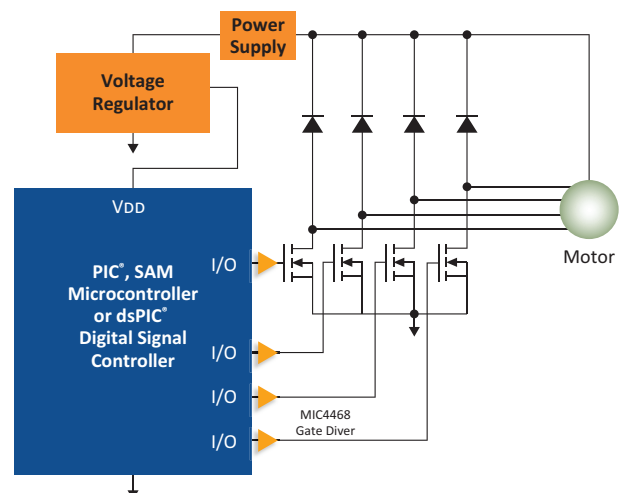 Power
Supply
Voltage
Regulator
VDD
I/O
PIC®, SAM
Microcontroller
or dsPIC®
Digital Signal
Controller
I/O
I/O
I/O
MIC4468
Gate Diver
Motor